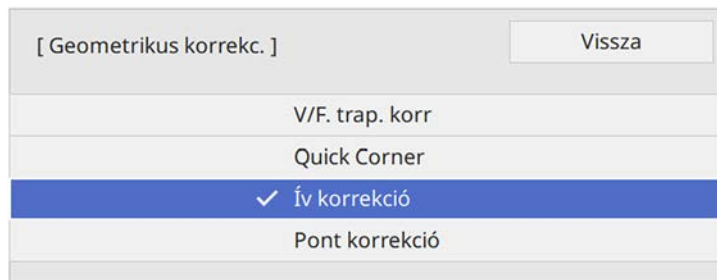 [ Geometrikus korrekc. ]
Vissza
V/F. trap. korr
Quick Corner
Ív korrekció
Pont korrekció